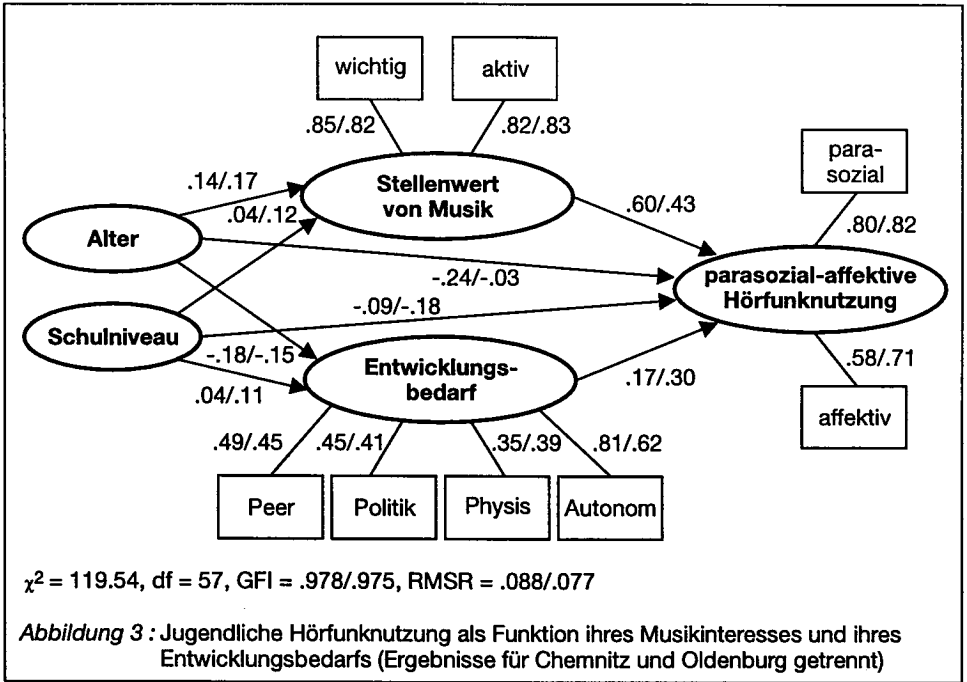 wichtig
aktiv
.85/.82
.82/.83
para-
sozial
Stellenwert
von Musik
.14/.17
.04/.12
.60/.43
.80/.82
Alter
-.24/-.03
parasozial-affektive
Hörfunknutzung
-.09/-.18
Schulniveau
-.18/-.15
Entwicklungs-
bedarf
.04/.11
.17/.30
.58/.71
affektiv
.49/.45
.45/.41
.35/.39
.81/.62
Peer
Politik
Physis
Autonom
χ² = 119.54, df = 57, GFI = .978/.975, RMSR = .088/.077
Abbildung 3 : Jugendliche Hörfunknutzung als Funktion ihres Musikinteresses und ihres
Entwicklungsbedarfs (Ergebnisse für Chemnitz und Oldenburg getrennt)